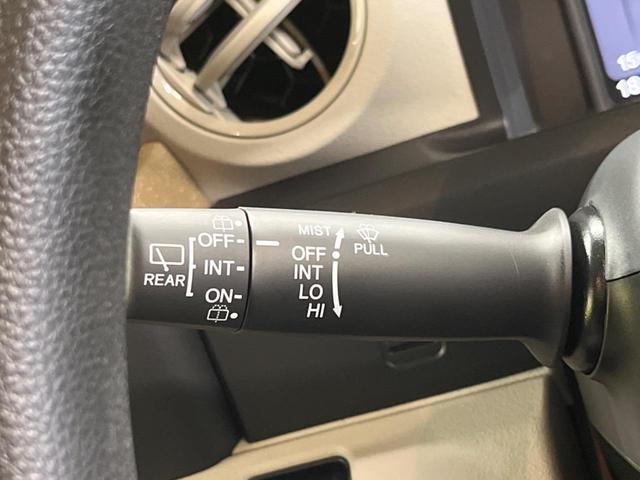 REAR
OFF
INT
ON
MIST
OFF
INT
LO
HI
PULL